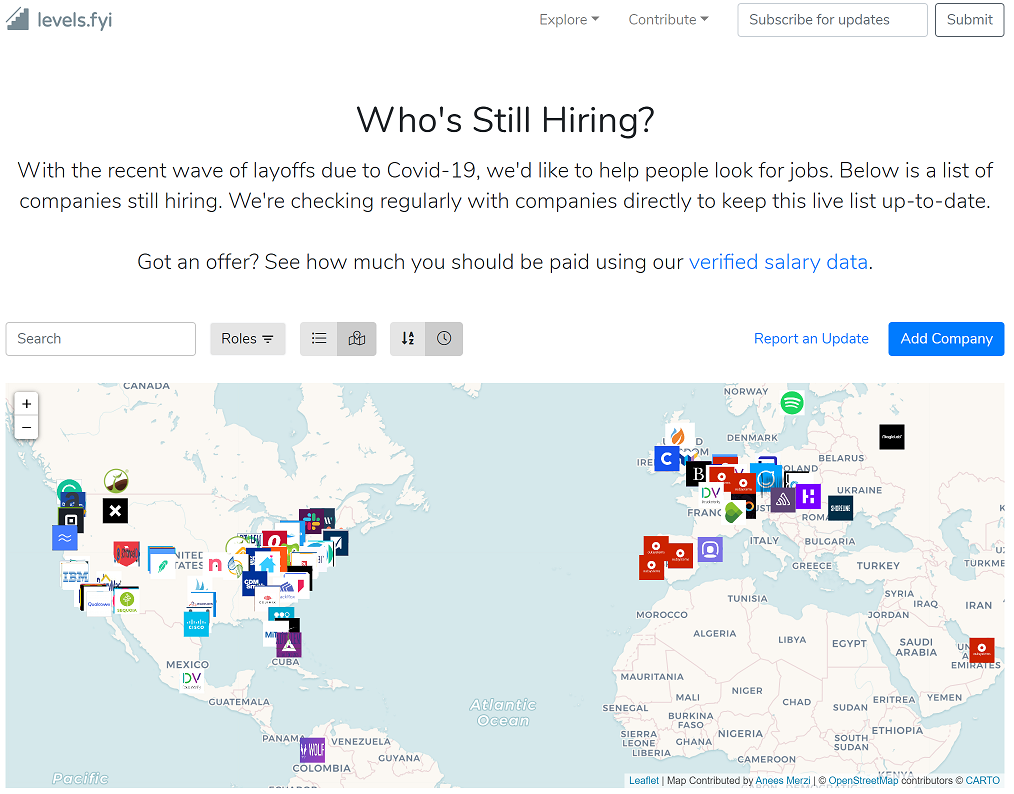 levels.fyi
Explore
Contribute
Subscribe for updates
Submit
Who's Still Hiring?
With the recent wave of layoffs due to Covid-19, we'd like to help people look for jobs. Below is a list of
companies still hiring. We're checking regularly with companies directly to keep this live list up-to-date.
Got an offer? See how much you should be paid using our verified salary data.
Search
Roles
Report an Update
Add Company
+
−
CANADA
NORWAY
DENMARK
BELARUS
UKRAINE
ITALY
BULGARIA
GREECE
TURKEY
SYRIA
IRAQ
IRAN
JORDAN
TUNISIA
MOROCCO
ALGERIA
LIBYA
EGYPT
SAUDI
ARABIA
EMIRATES
MAURITANIA
MALI
NIGER
CHAD
SUDAN
ERITREA
YEMEN
SENEGAL
BURKINA
FASO
SIERRA
LEONE
GHANA
NIGERIA
SOUTH
SUDAN
ETHIOPIA
LIBERIA
CAMEROON
KENYA
IBM
Qualcomm
SEQUOIA
CISCO
CDM
MEXICO
DV
CUBA
GUATEMALA
PANAMA
VENEZUELA
WOLF
GUYANA
COLOMBIA
Atlantic
Ocean
Pacific
C
B
DV
H
SHORELINE
Leaflet | Map Contributed by Anees Merzi | © OpenStreetMap contributors © CARTO